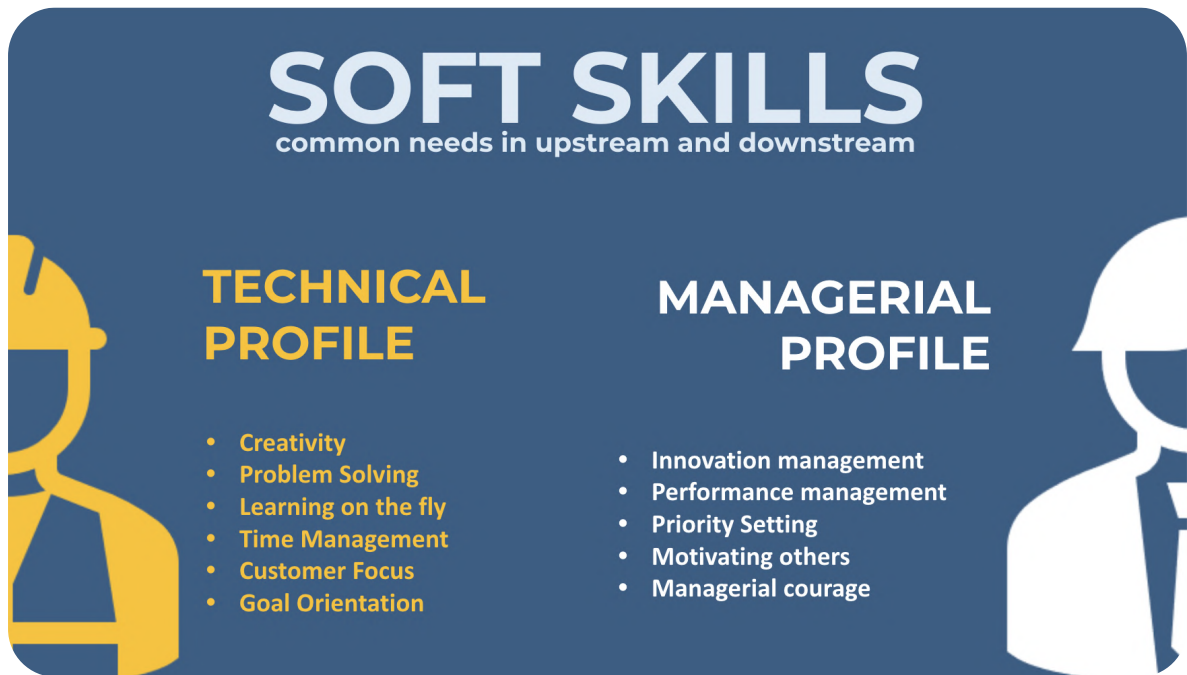 SOFT SKILLS
common needs in upstream and downstream
TECHNICAL
PROFILE
• Creativity
• Problem Solving
• Learning on the fly
• Time Management
• Customer Focus
• Goal Orientation
MANAGERIAL
PROFILE
• Innovation management
• Performance management
• Priority Setting
• Motivating others
• Managerial courage